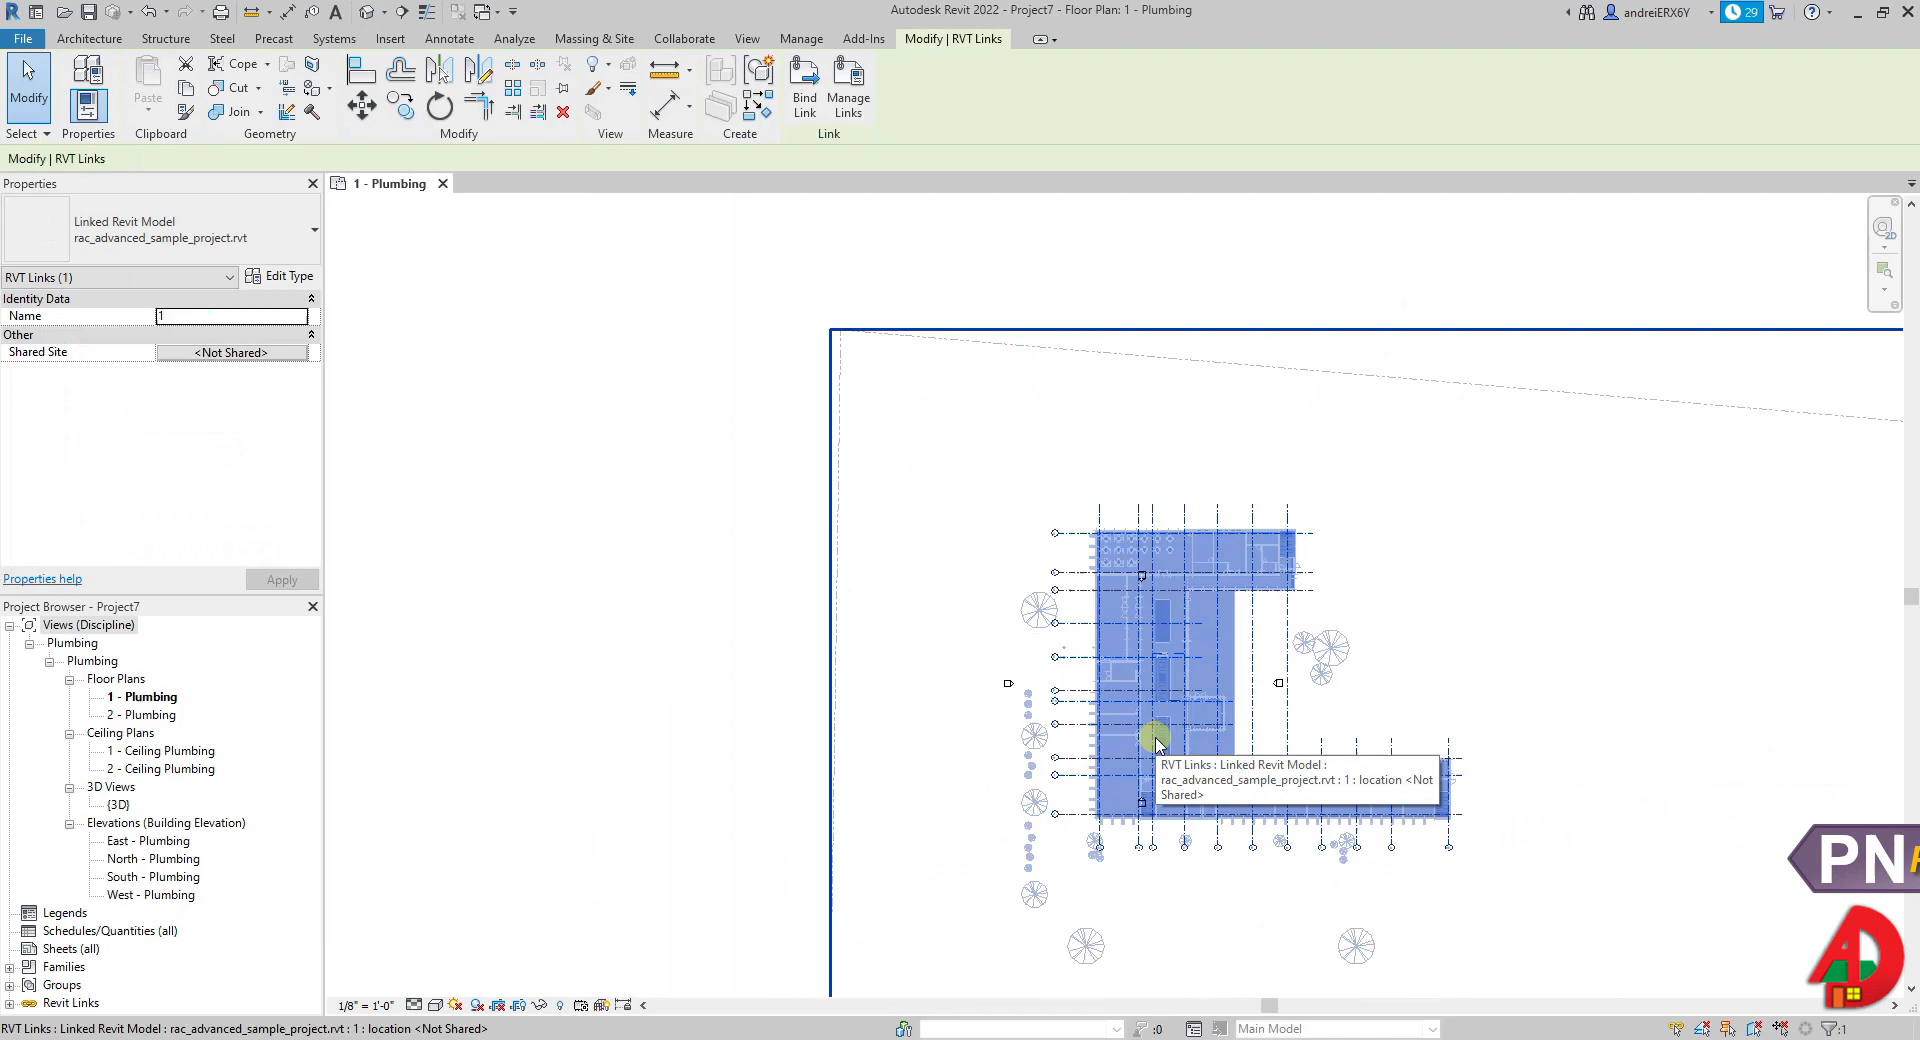 Autodesk Revit 2022 - Project7 - Floor Plan: 1 - Plumbing
andreiERX6Y
29
File Architecture Structure Steel Precast Systems Insert Annotate Analyze Massing & Site Collaborate View Manage Add-Ins Modify | RVT Links
Modify
Properties
Paste
Cope
Cut
Join
Bind
Link
Manage
Links
Select Properties Clipboard Geometry Modify View Measure Create Link
Modify | RVT Links
Properties
1 - Plumbing
Linked Revit Model
rac_advanced_sample_project.rvt
RVT Links (1)
Edit Type
Identity Data
Name
1
Other
Shared Site
<Not Shared>
Properties help
Apply
Project Browser - Project7
Views (Discipline)
Plumbing
Plumbing
Floor Plans
1 - Plumbing
2 - Plumbing
Ceiling Plans
1 - Ceiling Plumbing
2 - Ceiling Plumbing
3D Views
{3D}
Elevations (Building Elevation)
East - Plumbing
North - Plumbing
South - Plumbing
West - Plumbing
Legends
Schedules/Quantities (all)
Sheets (all)
Families
Groups
Revit Links
2D
RVT Links : Linked Revit Model :
rac_advanced_sample_project.rvt : 1 : location <Not
Shared>
PN
1/8" = 1'-0"
RVT Links : Linked Revit Model : rac_advanced_sample_project.rvt : 1 : location <Not Shared>
:0
Main Model
:1